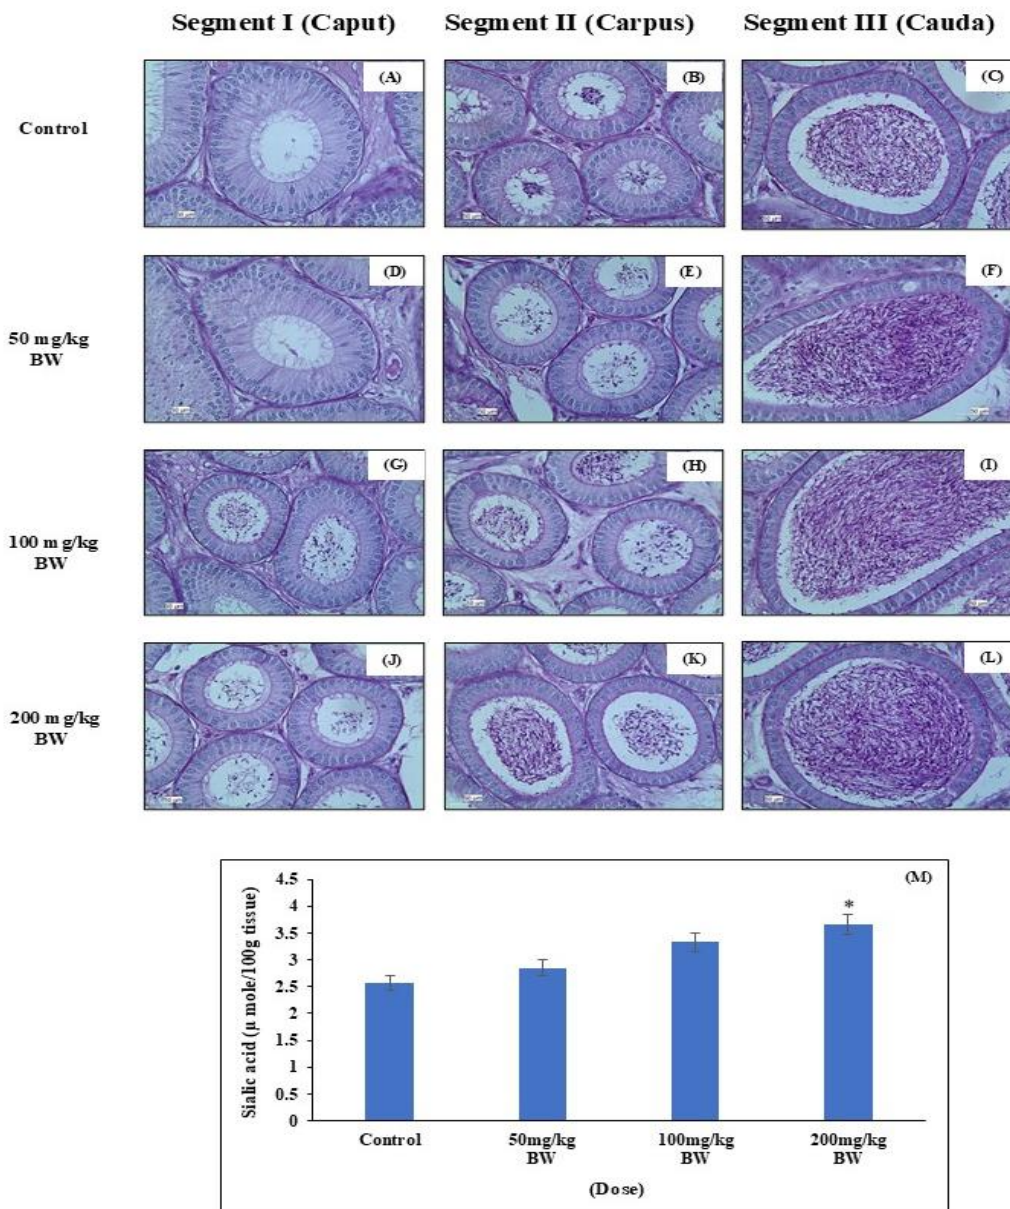 Segment I (Caput) Segment II (Carpus) Segment III (Cauda)
Control
(A) (B) (C)
50 mg/kg
BW
(D) (E) (F)
100 mg/kg
BW
(G) (H) (I)
200 mg/kg
BW
(J) (K) (L)
(M)
Sialic acid (µ mole/100g tissue)
4.5
4
3.5
3
2.5
2
1.5
1
0.5
0
*
Control 50mg/kg BW 100mg/kg BW 200mg/kg BW
(Dose)